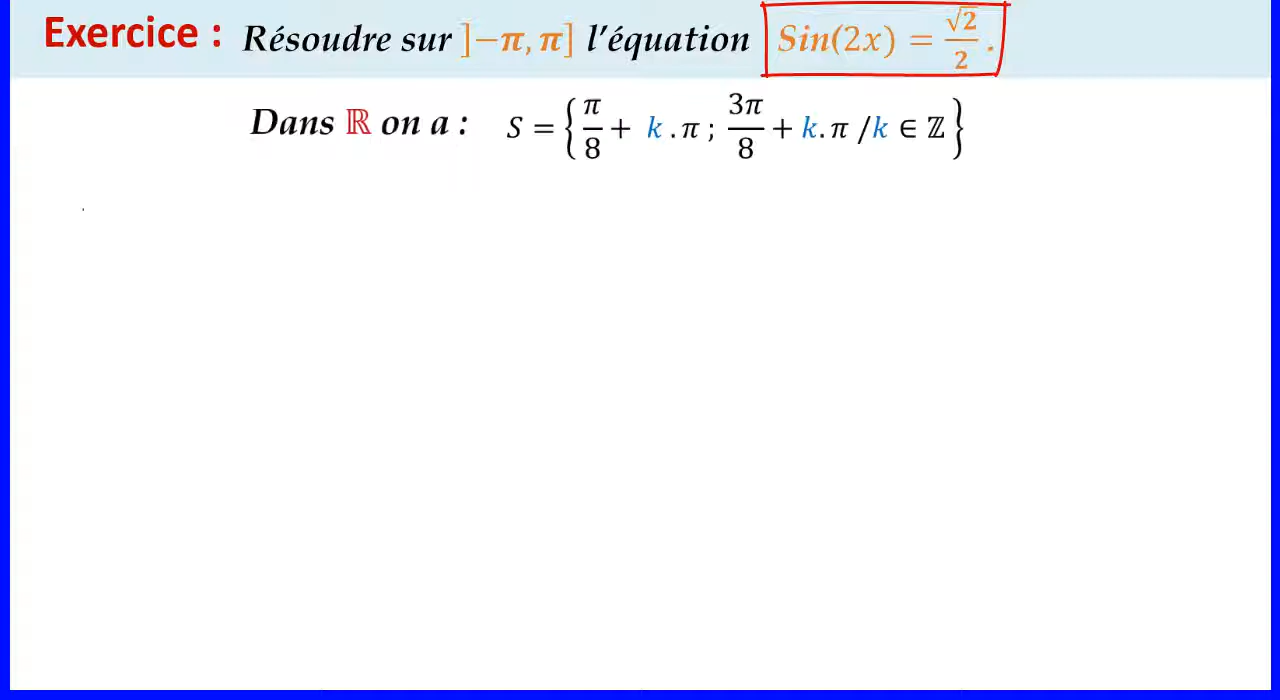 Exercice : Résoudre sur ]−π, π] l'équation Sin(2x) = √2/2 .
Dans ℝ on a : S = {π/8 + k . π ; 3π/8 + k. π /k ∈ ℤ}